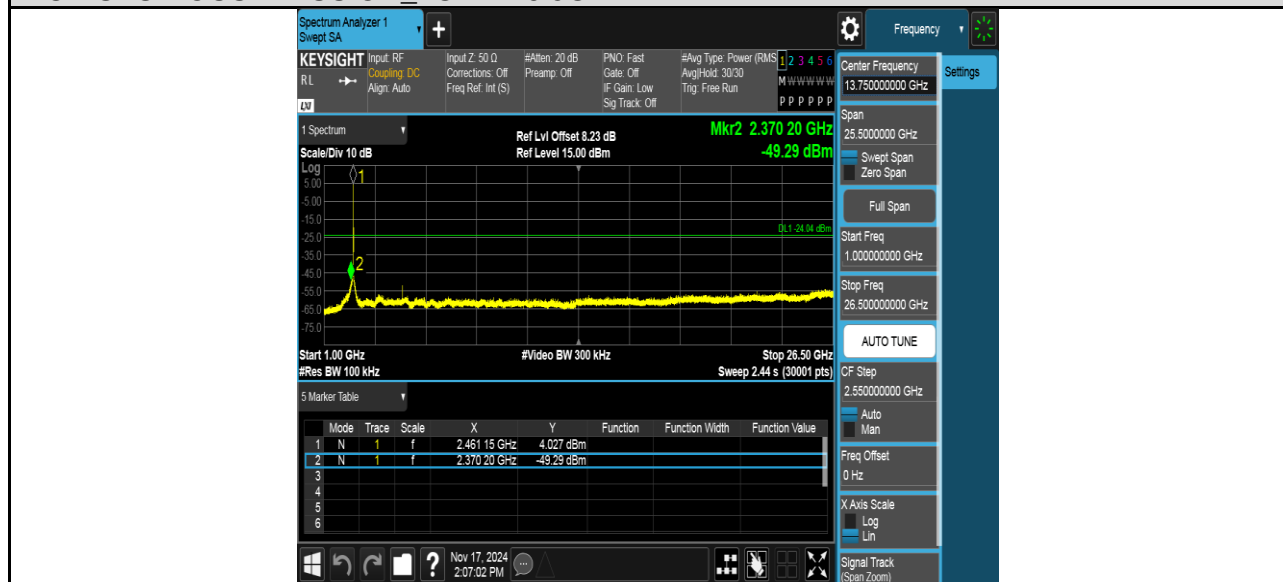 Spectrum Analyzer 1
Swept SA
+
Frequency
KEYSIGHT
RL
LXI
Input: RF
Coupling: DC
Align: Auto
Input Z: 50 Ω
Corrections: Off
Freq Ref: Int (S)
#Atten: 20 dB
Preamp: Off
PNO: Fast
Gate: Off
IF Gain: Low
Sig Track: Off
#Avg Type: Power (RMS
Avg|Hold: 30/30
Trig: Free Run
1 2 3 4 5 6
M W W W W W
P P P P P P
1 Spectrum
Scale/Div 10 dB
Ref Lvl Offset 8.23 dB
Ref Level 15.00 dBm
Mkr2 2.370 20 GHz
-49.29 dBm
Log
5.00
-5.00
-15.0
-25.0
-35.0
-45.0
-55.0
-65.0
-75.0
1
2
DL1 -24.04 dBm
Start 1.00 GHz
#Video BW 300 kHz
Stop 26.50 GHz
#Res BW 100 kHz
Sweep 2.44 s (30001 pts)
5 Marker Table
Mode Trace Scale X Y Function Function Width Function Value
1 N 1 f 2.461 15 GHz 4.027 dBm
2 N 1 f 2.370 20 GHz -49.29 dBm
3
4
5
6
?
Nov 17, 2024
2:07:02 PM
Center Frequency
13.750000000 GHz
Settings
Span
25.5000000 GHz
Swept Span
Zero Span
Full Span
Start Freq
1.000000000 GHz
Stop Freq
26.500000000 GHz
AUTO TUNE
CF Step
2.550000000 GHz
Auto
Man
Freq Offset
0 Hz
X Axis Scale
Log
Lin
Signal Track
(Span Zoom)